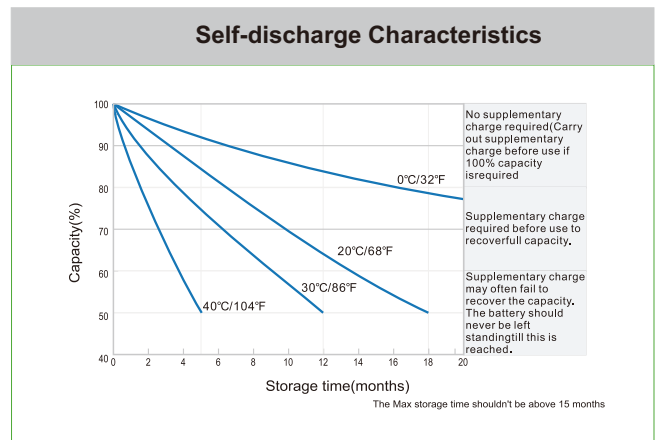 Self-discharge Characteristics
100
90
80
70
60
50
40
Capacity(%)
0°C/32°F
20°C/68°F
30°C/86°F
40°C/104°F
No supplementary
charge required(Carry
out supplementary
charge before use if
100% capacity
isrequired
Supplementary charge
required before use to
recoverfull capacity.
Supplementary charge
may often fail to
recover the capacity.
The battery should
never be left
standingtill this is
reached.
0 2 4 6 8 10 12 14 16 18 20
Storage time(months)
The Max storage time shouldn't be above 15 months